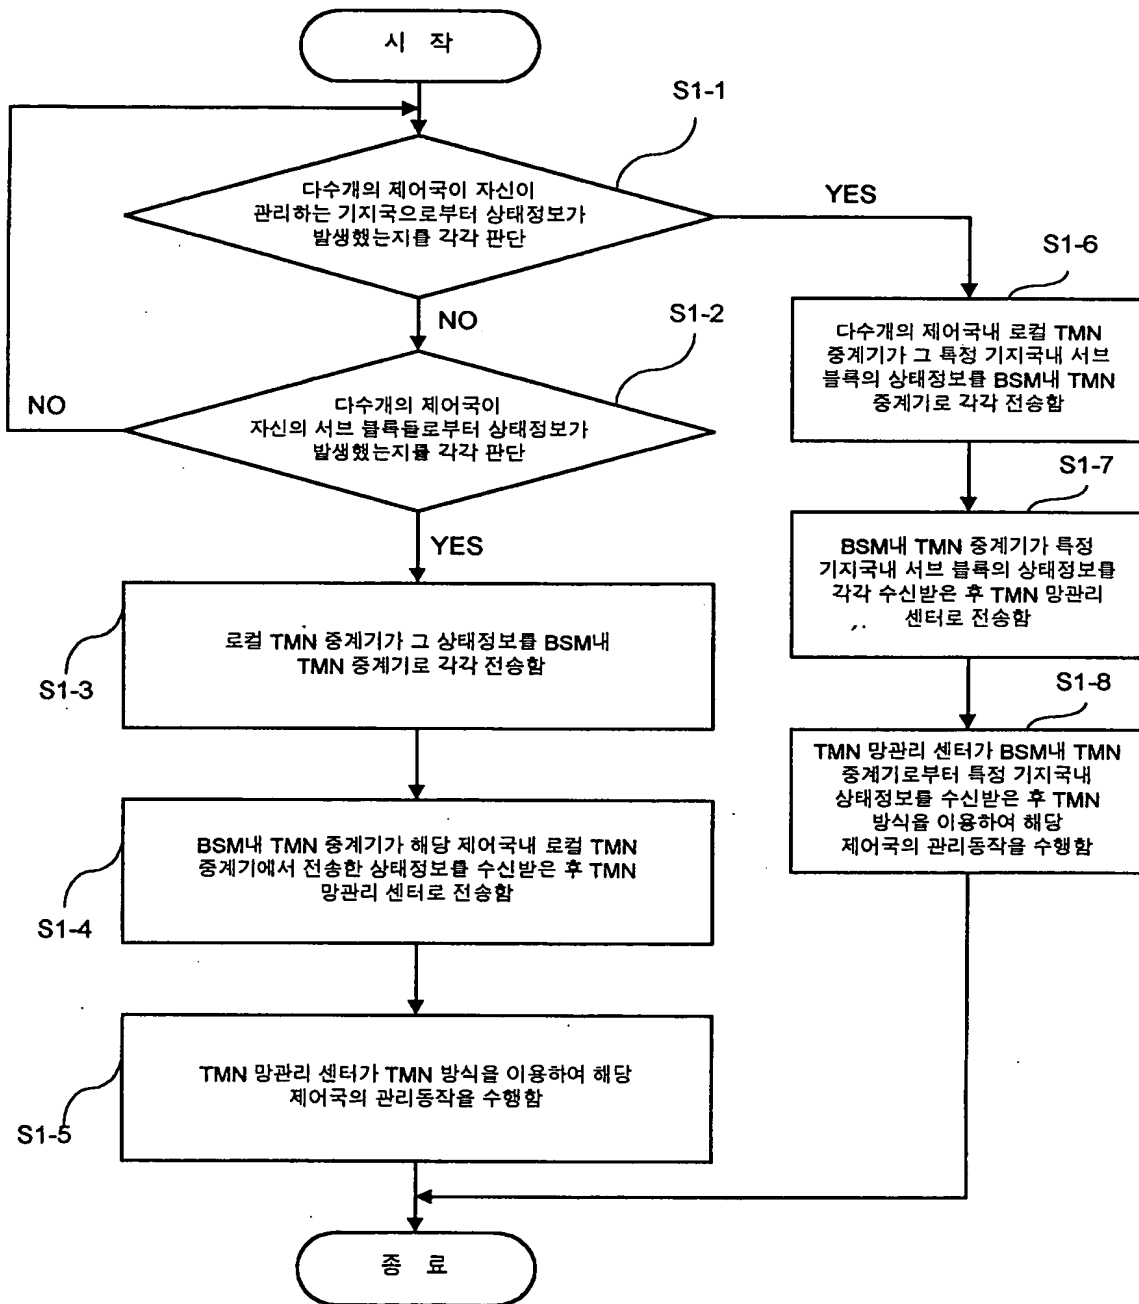 시 작
S1-1
다수개의 제어국이 자신이
관리하는 기지국으로부터 상태정보가
발생했는지를 각각 판단
YES
NO
S1-2
다수개의 제어국이
자신의 서브 블록들로부터 상태정보가
발생했는지를 각각 판단
NO
YES
S1-3
로컬 TMN 중계기가 그 상태정보를 BSM내
TMN 중계기로 각각 전송함
S1-4
BSM내 TMN 중계기가 해당 제어국내 로컬 TMN
중계기에서 전송한 상태정보를 수신받은 후 TMN
망관리 센터로 전송함
S1-5
TMN 망관리 센터가 TMN 방식을 이용하여 해당
제어국의 관리동작을 수행함
S1-6
다수개의 제어국내 로컬 TMN
중계기가 그 특정 기지국내 서브
블록의 상태정보를 BSM내 TMN
중계기로 각각 전송함
S1-7
BSM내 TMN 중계기가 특정
기지국내 서브 블록의 상태정보를
각각 수신받은 후 TMN 망관리
센터로 전송함
S1-8
TMN 망관리 센터가 BSM내 TMN
중계기로부터 특정 기지국내
상태정보를 수신받은 후 TMN
방식을 이용하여 해당
제어국의 관리동작을 수행함
종 료